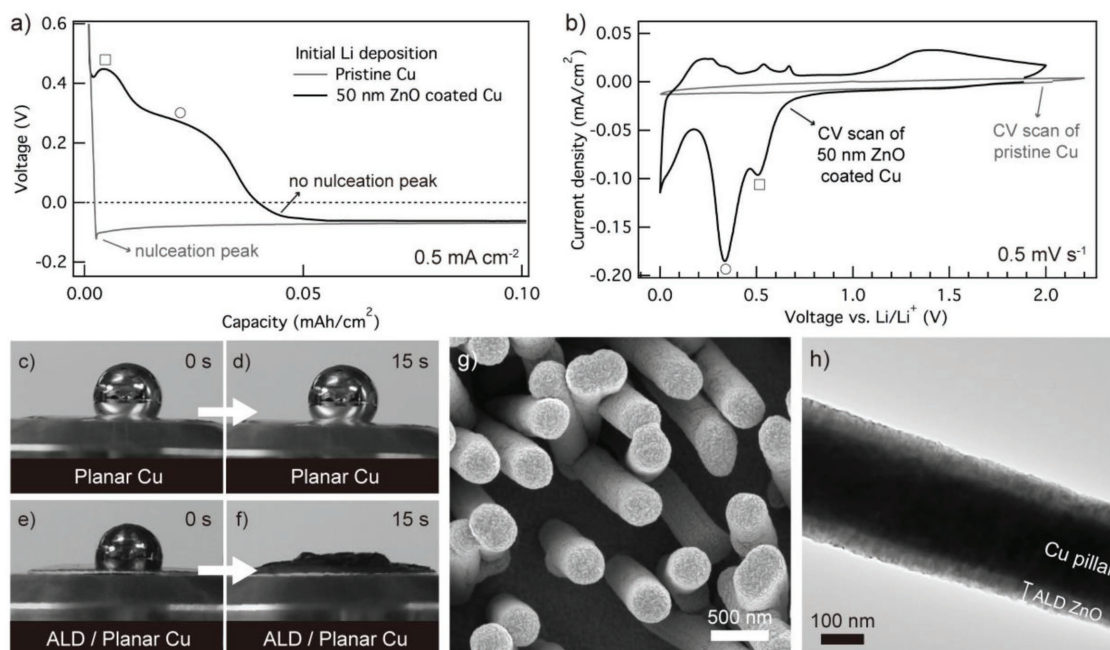 a)
0.6
0.4
0.2
0.0
-0.2
Voltage (V)
Initial Li deposition
Pristine Cu
50 nm ZnO coated Cu
no nulceation peak
nulceation peak
0.5 mA cm-2
0.00
0.05
0.10
Capacity (mAh/cm2)
b)
0.05
0.00
-0.05
-0.10
-0.15
-0.20
Current density (mA/cm2)
CV scan of
50 nm ZnO
coated Cu
CV scan of
pristine Cu
0.5 mV s-1
0.0
0.5
1.0
1.5
2.0
Voltage vs. Li/Li+ (V)
c)
0 s
Planar Cu
d)
15 s
Planar Cu
e)
0 s
ALD / Planar Cu
f)
15 s
ALD / Planar Cu
g)
500 nm
h)
Cu pillar
ALD ZnO
100 nm